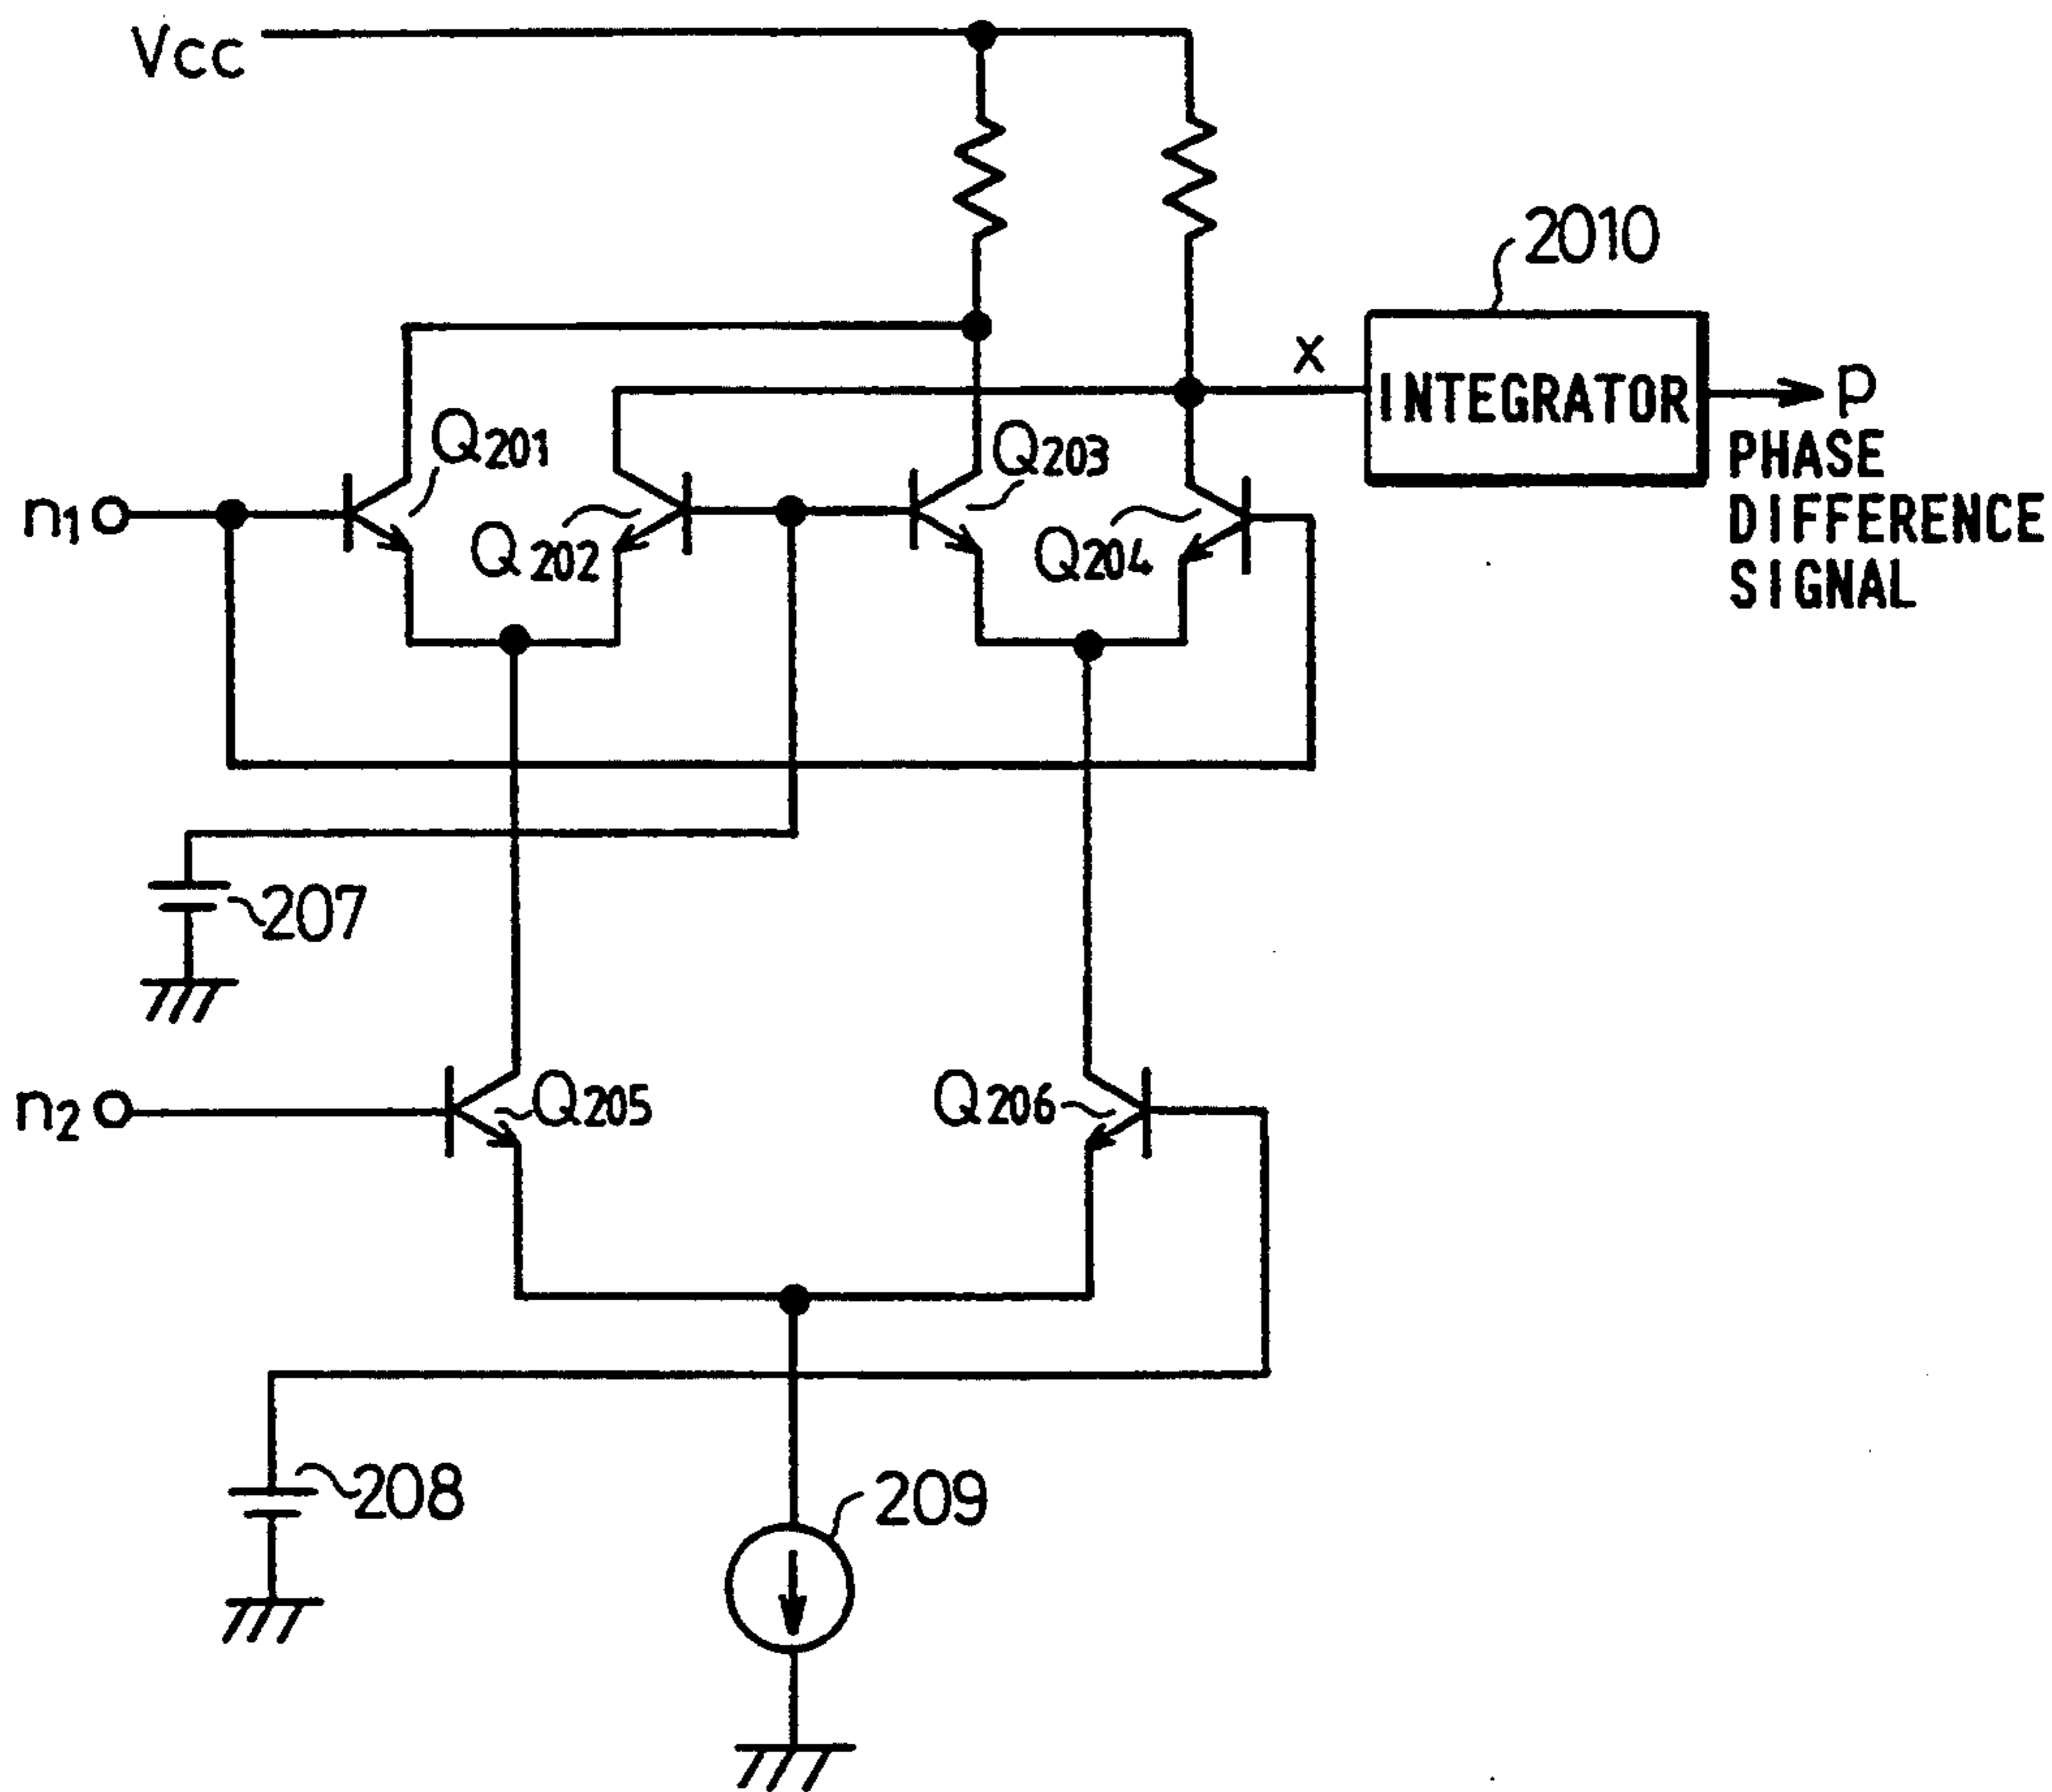 Vcc
2010
x
INTEGRATOR
p
PHASE
DIFFERENCE
SIGNAL
Q201
Q203
n1
Q202
Q204
207
n2
Q205
Q206
208
209